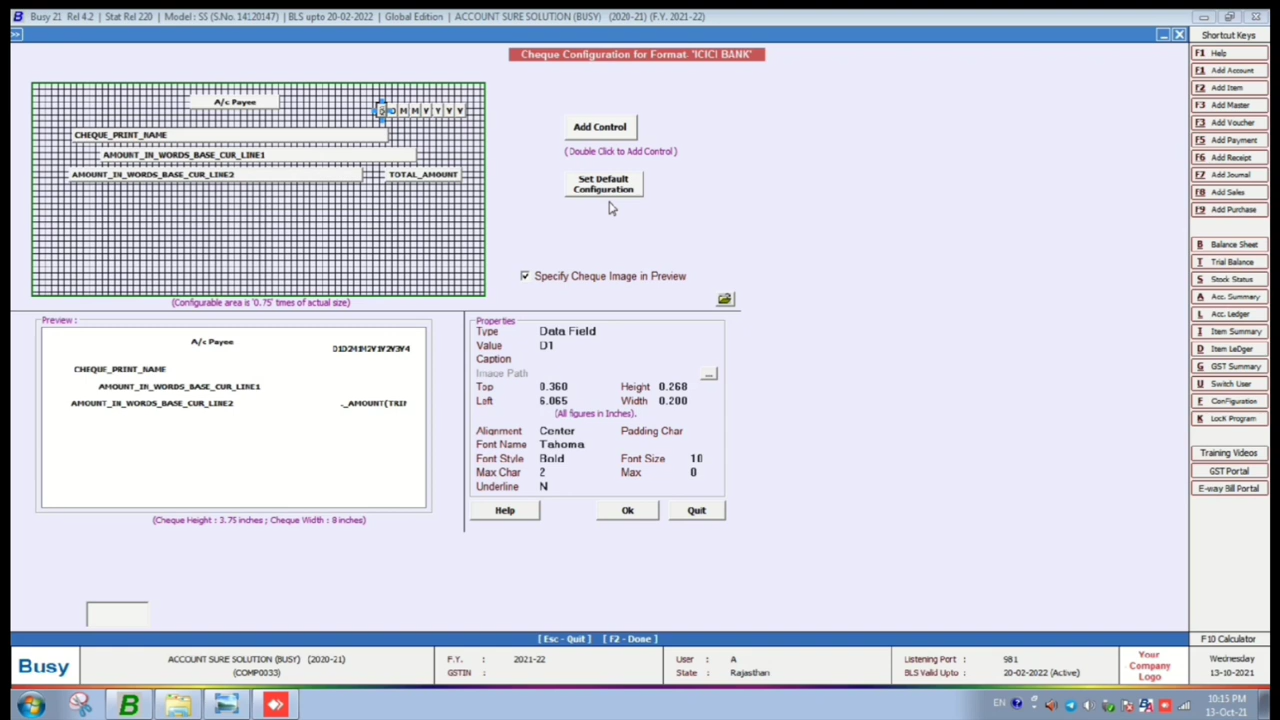 Busy 21 Rel 4.2 | Stat Rel 220 | Model : SS (S.No. 14120147) | BLS upto 20-02-2022 | Global Edition | ACCOUNT SURE SOLUTION (BUSY) (2020-21) (F.Y. 2021-22)
>>
Shortcut Keys
Cheque Configuration for Format 'ICICI BANK'
F1 Help
F1 Add Account
F2 Add Item
F3 Add Master
F3 Add Voucher
F5 Add Payment
F6 Add Receipt
F7 Add Journal
F8 Add Sales
F9 Add Purchase
B Balance Sheet
T Trial Balance
S Stock Status
A Acc. Summary
L Acc. Ledger
I Item Summary
D Item LeDger
G GST Summary
U Switch User
F ConFiguration
K LocK Program
Training Videos
GST Portal
E-way Bill Portal
A/c Payee
M M Y Y Y Y
CHEQUE_PRINT_NAME
AMOUNT_IN_WORDS_BASE_CUR_LINE1
AMOUNT_IN_WORDS_BASE_CUR_LINE2 TOTAL_AMOUNT
(Configurable area is '0.75' times of actual size)
Add Control
(Double Click to Add Control )
Set Default
Configuration
Specify Cheque Image in Preview
Preview :
A/c Payee
CHEQUE_PRINT_NAME
AMOUNT_IN_WORDS_BASE_CUR_LINE1
AMOUNT_IN_WORDS_BASE_CUR_LINE2 ._AMOUNT(TRIM
(Cheque Height : 3.75 inches ; Cheque Width : 8 inches)
Properties
Type Data Field
Value D1
Caption
Image Path ...
Top 0.360 Height 0.268
Left 6.065 Width 0.200
(All figures in Inches).
Alignment Center Padding Char
Font Name Tahoma
Font Style Bold Font Size 10
Max Char 2 Max 0
Underline N
Help Ok Quit
[ Esc - Quit ] [ F2 - Done ]
F10 Calculator
Busy
ACCOUNT SURE SOLUTION (BUSY) (2020-21)
(COMP0033)
F.Y. : 2021-22
GSTIN :
User : A
State : Rajasthan
Listening Port : 981
BLS Valid Upto : 20-02-2022 (Active)
Your
Company
Logo
Wednesday
13-10-2021
EN
10:15 PM
13-Oct-21